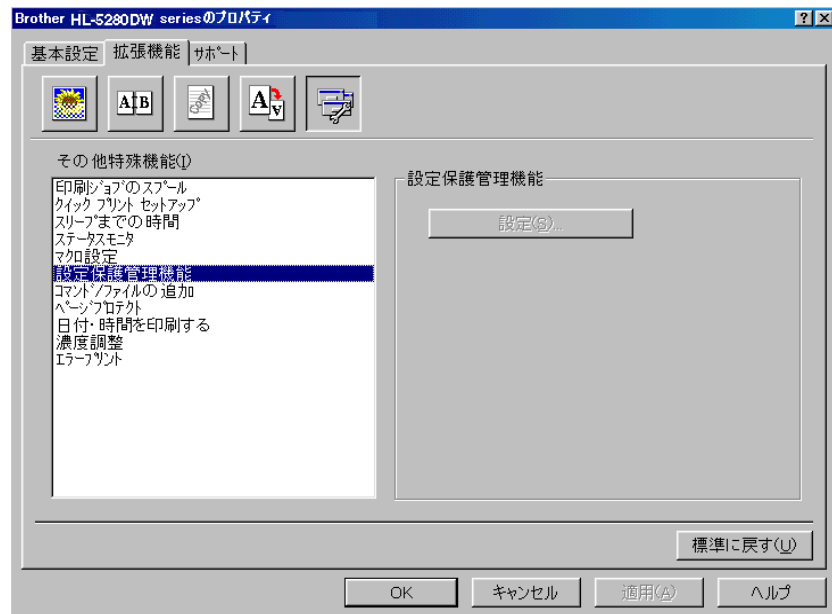 Brother HL-5280DW seriesのプロパティ
基本設定 拡張機能 ｻﾎﾟｰﾄ
A B
Copy
A A
その他特殊機能(I)
印刷ｼﾞｮﾌﾞのｽﾌﾟｰﾙ
ｸｲｯｸ ﾌﾟﾘﾝﾄ ｾｯﾄｱｯﾌﾟ
ｽﾘｰﾌﾟまでの時間
ｽﾃｰﾀｽﾓﾆﾀ
ﾏｸﾛ設定
設定保護管理機能
ｺﾏﾝﾄﾞ/ﾌｧｲﾙの追加
ﾍﾟｰｼﾞﾌﾟﾛﾃｸﾄ
日付･時間を印刷する
濃度調整
ｴﾗｰﾌﾟﾘﾝﾄ
設定保護管理機能
設定(S)...
標準に戻す(U)
OK キャンセル 適用(A) ヘルプ